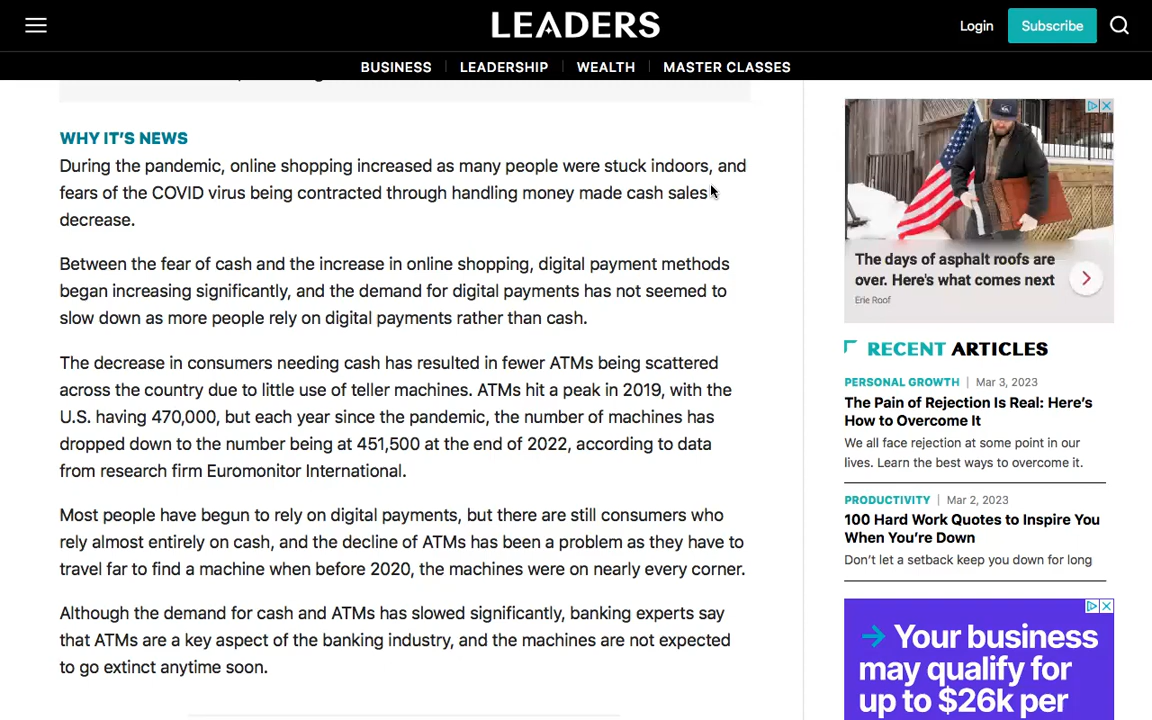 LEADERS
Login
Subscribe
BUSINESS
LEADERSHIP
WEALTH
MASTER CLASSES
WHY IT’S NEWS
During the pandemic, online shopping increased as many people were stuck indoors, and
fears of the COVID virus being contracted through handling money made cash sales
decrease.
Between the fear of cash and the increase in online shopping, digital payment methods
began increasing significantly, and the demand for digital payments has not seemed to
slow down as more people rely on digital payments rather than cash.
The decrease in consumers needing cash has resulted in fewer ATMs being scattered
across the country due to little use of teller machines. ATMs hit a peak in 2019, with the
U.S. having 470,000, but each year since the pandemic, the number of machines has
dropped down to the number being at 451,500 at the end of 2022, according to data
from research firm Euromonitor International.
Most people have begun to rely on digital payments, but there are still consumers who
rely almost entirely on cash, and the decline of ATMs has been a problem as they have to
travel far to find a machine when before 2020, the machines were on nearly every corner.
Although the demand for cash and ATMs has slowed significantly, banking experts say
that ATMs are a key aspect of the banking industry, and the machines are not expected
to go extinct anytime soon.
The days of asphalt roofs are
over. Here's what comes next
Erie Roof
RECENT ARTICLES
PERSONAL GROWTH | Mar 3, 2023
The Pain of Rejection Is Real: Here’s
How to Overcome It
We all face rejection at some point in our
lives. Learn the best ways to overcome it.
PRODUCTIVITY | Mar 2, 2023
100 Hard Work Quotes to Inspire You
When You’re Down
Don’t let a setback keep you down for long
→ Your business
may qualify for
up to $26k per